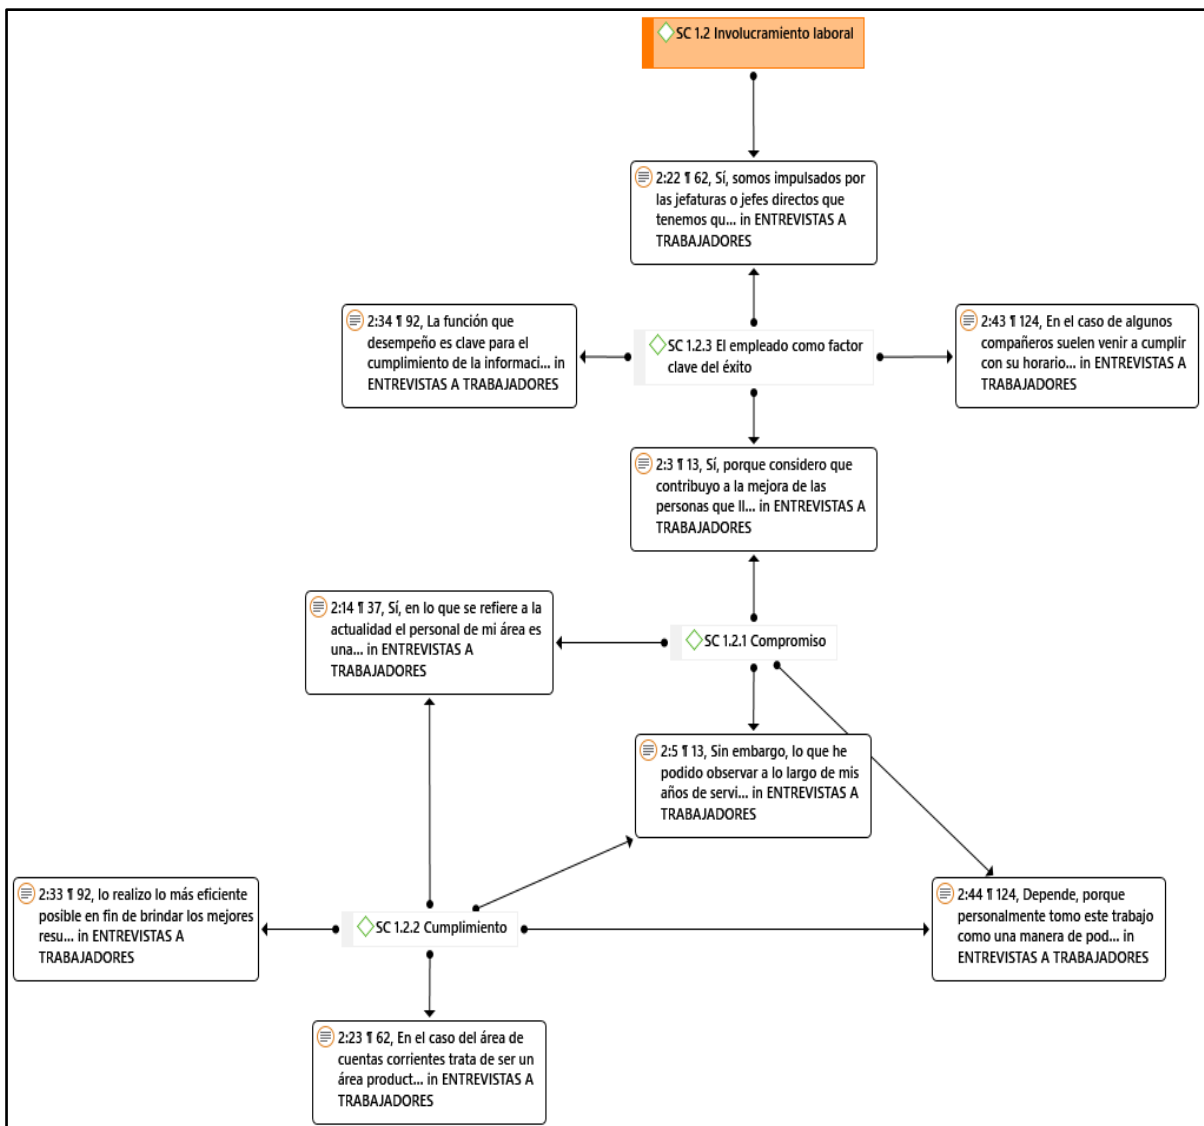 SC 1.2 Involucramiento laboral
2:22 ¶ 62, Sí, somos impulsados por
las jefaturas o jefes directos que
tenemos qu... in ENTREVISTAS A
TRABAJADORES
2:34 ¶ 92, La función que
desempeño es clave para el
cumplimiento de la informaci... in
ENTREVISTAS A TRABAJADORES
SC 1.2.3 El empleado como factor
clave del éxito
2:43 ¶ 124, En el caso de algunos
compañeros suelen venir a cumplir
con su horario... in ENTREVISTAS A
TRABAJADORES
2:3 ¶ 13, Sí, porque considero que
contribuyo a la mejora de las
personas que ll... in ENTREVISTAS A
TRABAJADORES
2:14 ¶ 37, Sí, en lo que se refiere a la
actualidad el personal de mi área es
una... in ENTREVISTAS A
TRABAJADORES
SC 1.2.1 Compromiso
2:5 ¶ 13, Sin embargo, lo que he
podido observar a lo largo de mis
años de servi... in ENTREVISTAS A
TRABAJADORES
2:33 ¶ 92, lo realizo lo más eficiente
posible en fin de brindar los mejores
resu... in ENTREVISTAS A
TRABAJADORES
SC 1.2.2 Cumplimiento
2:44 ¶ 124, Depende, porque
personalmente tomo este trabajo
como una manera de pod... in
ENTREVISTAS A TRABAJADORES
2:23 ¶ 62, En el caso del área de
cuentas corrientes trata de ser un
área product... in ENTREVISTAS A
TRABAJADORES